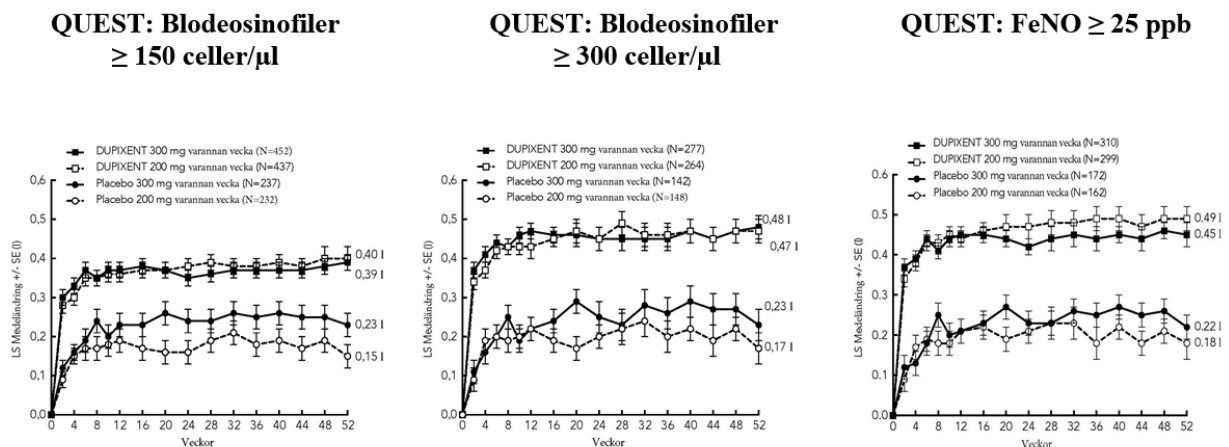 QUEST: Blodeosinofiler
≥ 150 celler/µl
QUEST: Blodeosinofiler
≥ 300 celler/µl
QUEST: FeNO ≥ 25 ppb
DUPIXENT 300 mg varannan vecka (N=452)
DUPIXENT 200 mg varannan vecka (N=437)
Placebo 300 mg varannan vecka (N=237)
Placebo 200 mg varannan vecka (N=232)
LS Medeländring +/- SE (l)
0,6
0,5
0,4
0,3
0,2
0,1
0,0
0,40 l
0,39 l
0,23 l
0,15 l
0 4 8 12 16 20 24 28 32 36 40 44 48 52
Veckor
DUPIXENT 300 mg varannan vecka (N=277)
DUPIXENT 200 mg varannan vecka (N=264)
Placebo 300 mg varannan vecka (N=142)
Placebo 200 mg varannan vecka (N=148)
LS Medeländring +/- SE (l)
0,6
0,5
0,4
0,3
0,2
0,1
0,0
0,48 l
0,47 l
0,23 l
0,17 l
0 4 8 12 16 20 24 28 32 36 40 44 48 52
Veckor
DUPIXENT 300 mg varannan vecka (N=310)
DUPIXENT 200 mg varannan vecka (N=299)
Placebo 300 mg varannan vecka (N=172)
Placebo 200 mg varannan vecka (N=162)
LS Medeländring +/- SE (l)
0,6
0,5
0,4
0,3
0,2
0,1
0,0
0,49 l
0,45 l
0,22 l
0,18 l
0 4 8 12 16 20 24 28 32 36 40 44 48 52
Veckor